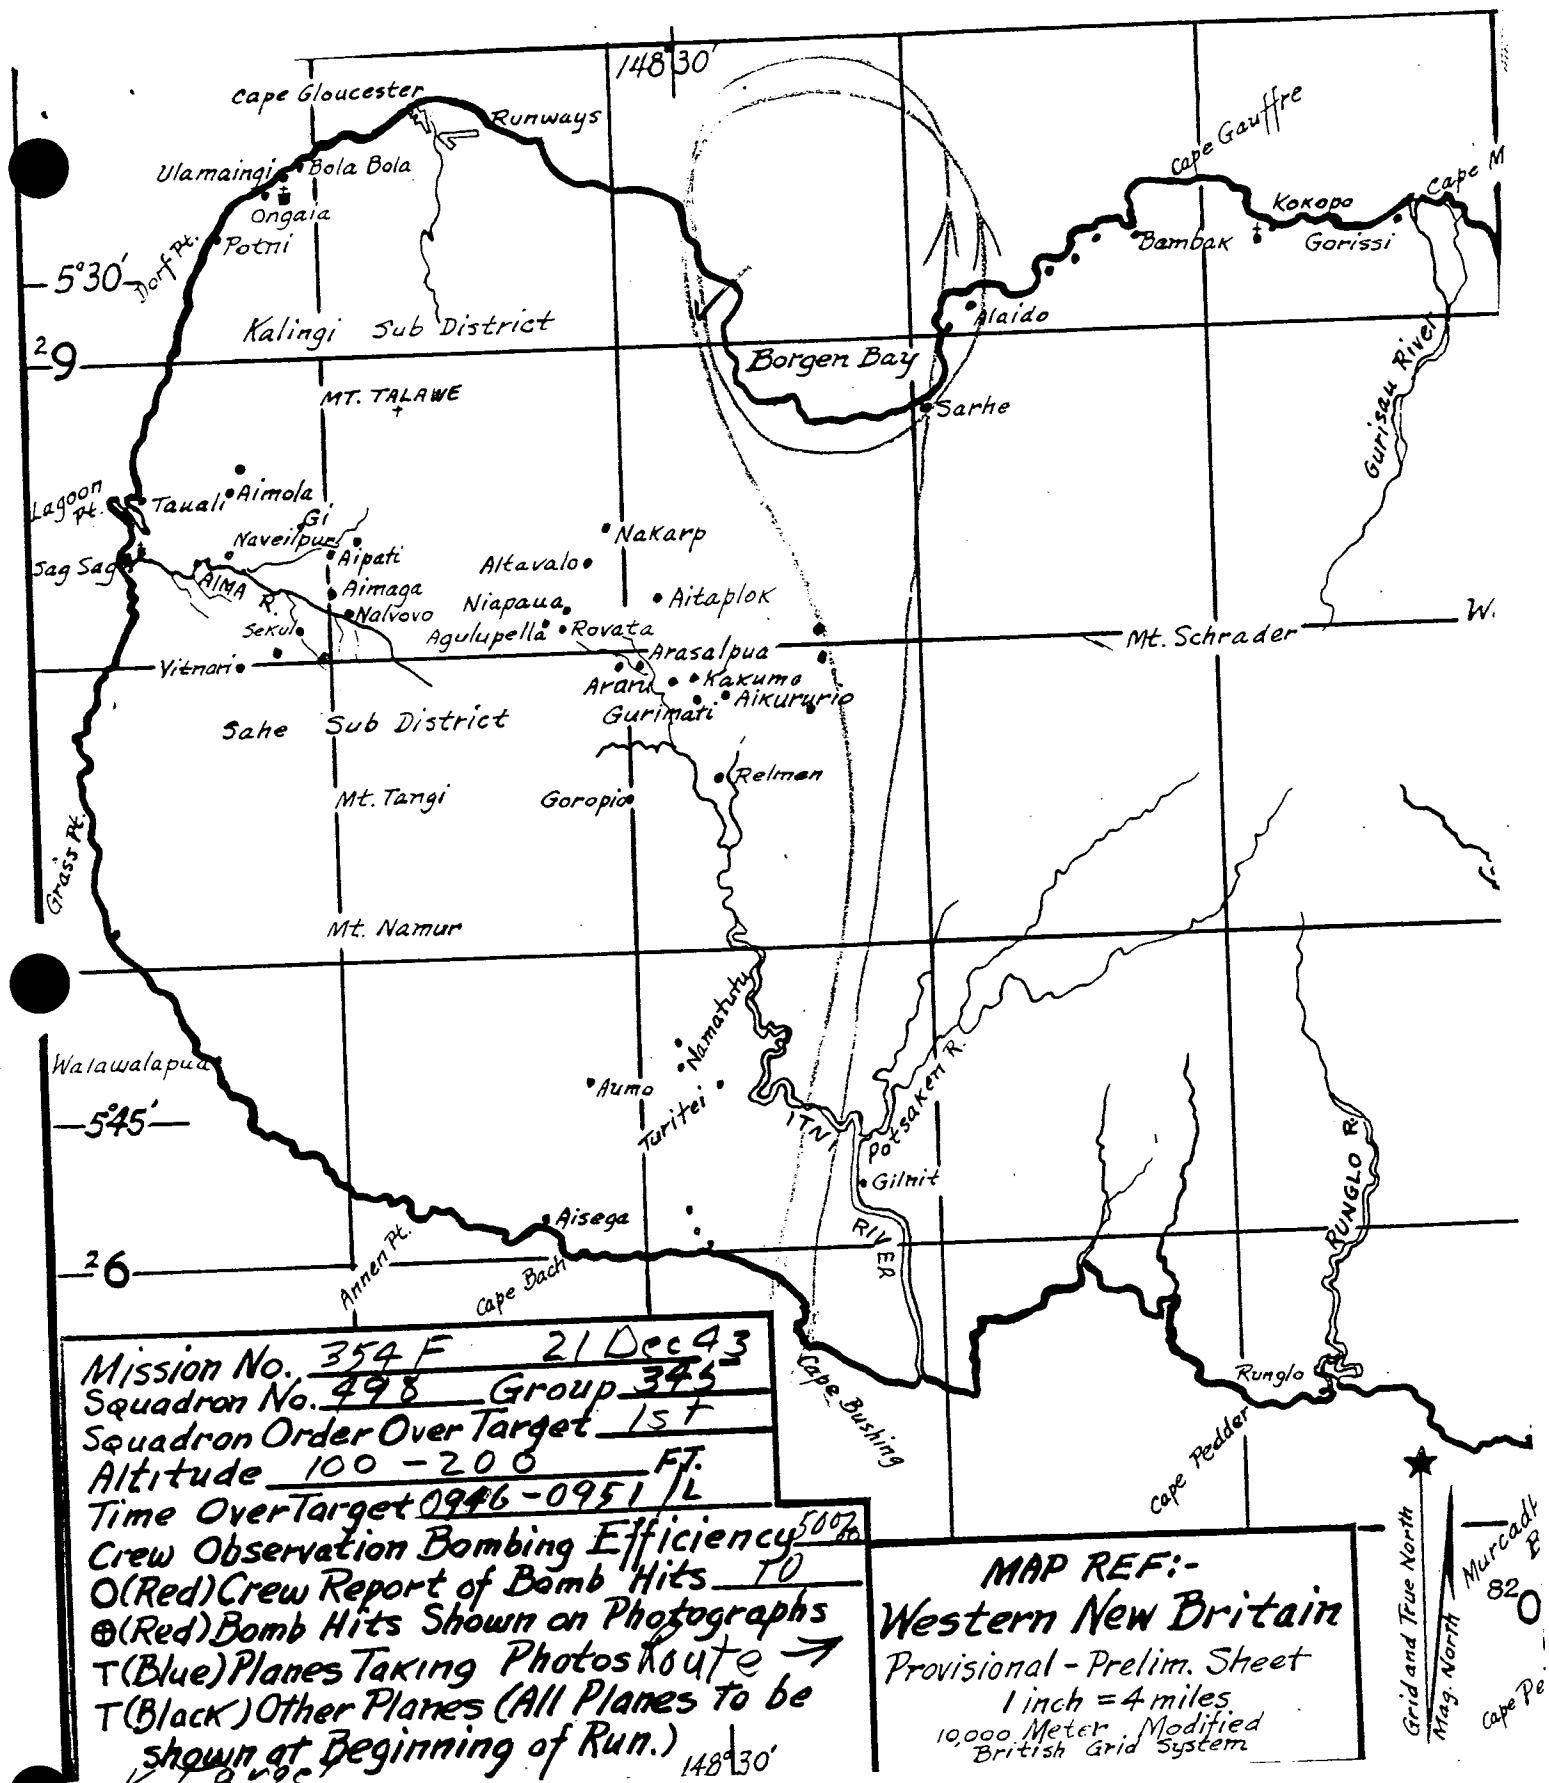 148°30'
Cape Gloucester
Runways
Cape Gauffre
Ulamaingi
Bola Bola
Cape M
Ongaia
Kokopo
Dorf Pt.
Potni
Bambak
Gorissi
5°30'
Kalingi Sub District
Alaido
²9
Borgen Bay
Gurisau River
MT. TALAWE
Sarhe
Lagoon Pt.
Tauali
Aimola
Gi
Nakarp
Naveilpur
Aipati
Altavalo
Sag Sag
AIMA R.
Aimaga
Niapaua
Aitaplok
Nalvovo
Sekul
Agulupella
Rovata
W.
Mt. Schrader
Vitnari
Arasalpua
Araru
Kakumo
Aikururio
Gurimati
Sahe Sub District
Relmen
Mt. Tangi
Goropio
Grass Pt.
Mt. Namur
Namatutu
Walawalapua
Aumo
Potsaken R.
5°45'
Turitei
ITNI
RUNGLO R.
Gilnit
Aisega
RIVER
²6
Annen Pt.
Cape Bach
Runglo
Cape Bushing
Cape Pedder
Mission No. 354 F 21 Dec 43
Squadron No. 498 Group 345
Squadron Order Over Target 1st
Altitude 100 - 200 FT.
Time Over Target 0946-0951/L
Crew Observation Bombing Efficiency 50%
O(Red) Crew Report of Bomb Hits TO
⊕(Red) Bomb Hits Shown on Photographs
T(Blue) Planes Taking Photos Route →
T(Black) Other Planes (All Planes to be
shown at Beginning of Run.)
148°30'
MAP REF:-
Western New Britain
Provisional - Prelim. Sheet
1 inch = 4 miles
10,000 Meter Modified
British Grid System
Grid and True North
Mag. North
82
Cape Pe